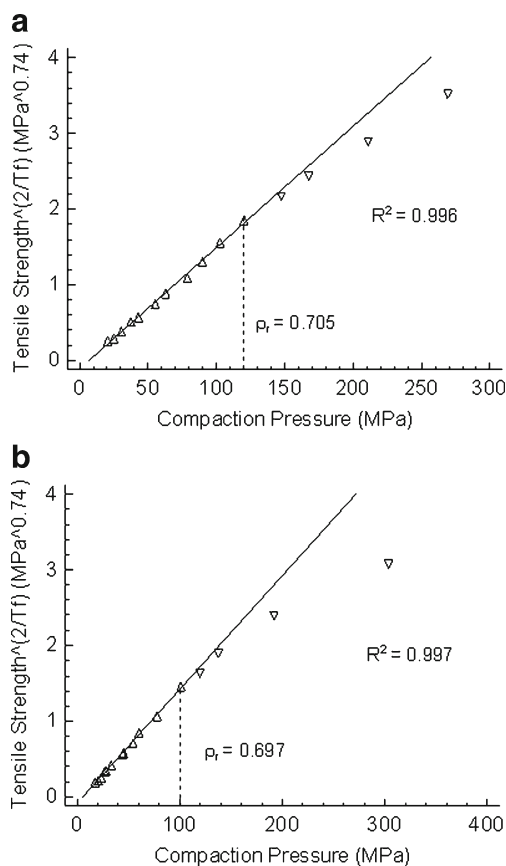 a
Tensile Strength^(2/Tf) (MPa^0.74)
4
3
2
1
0
R² = 0.996
ρr = 0.705
0 50 100 150 200 250 300
Compaction Pressure (MPa)
b
Tensile Strength^(2/Tf) (MPa^0.74)
4
3
2
1
0
R² = 0.997
ρr = 0.697
0 100 200 300 400
Compaction Pressure (MPa)